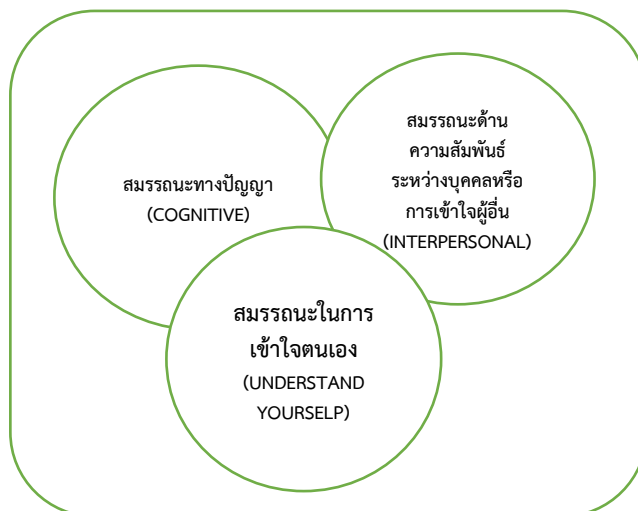 สมรรถนะทางปัญญา
(COGNITIVE)
สมรรถนะด้าน
ความสัมพันธ์
ระหว่างบุคคลหรือ
การเข้าใจผู้อื่น
(INTERPERSONAL)
สมรรถนะในการ
เข้าใจตนเอง
(UNDERSTAND
YOURSELP)